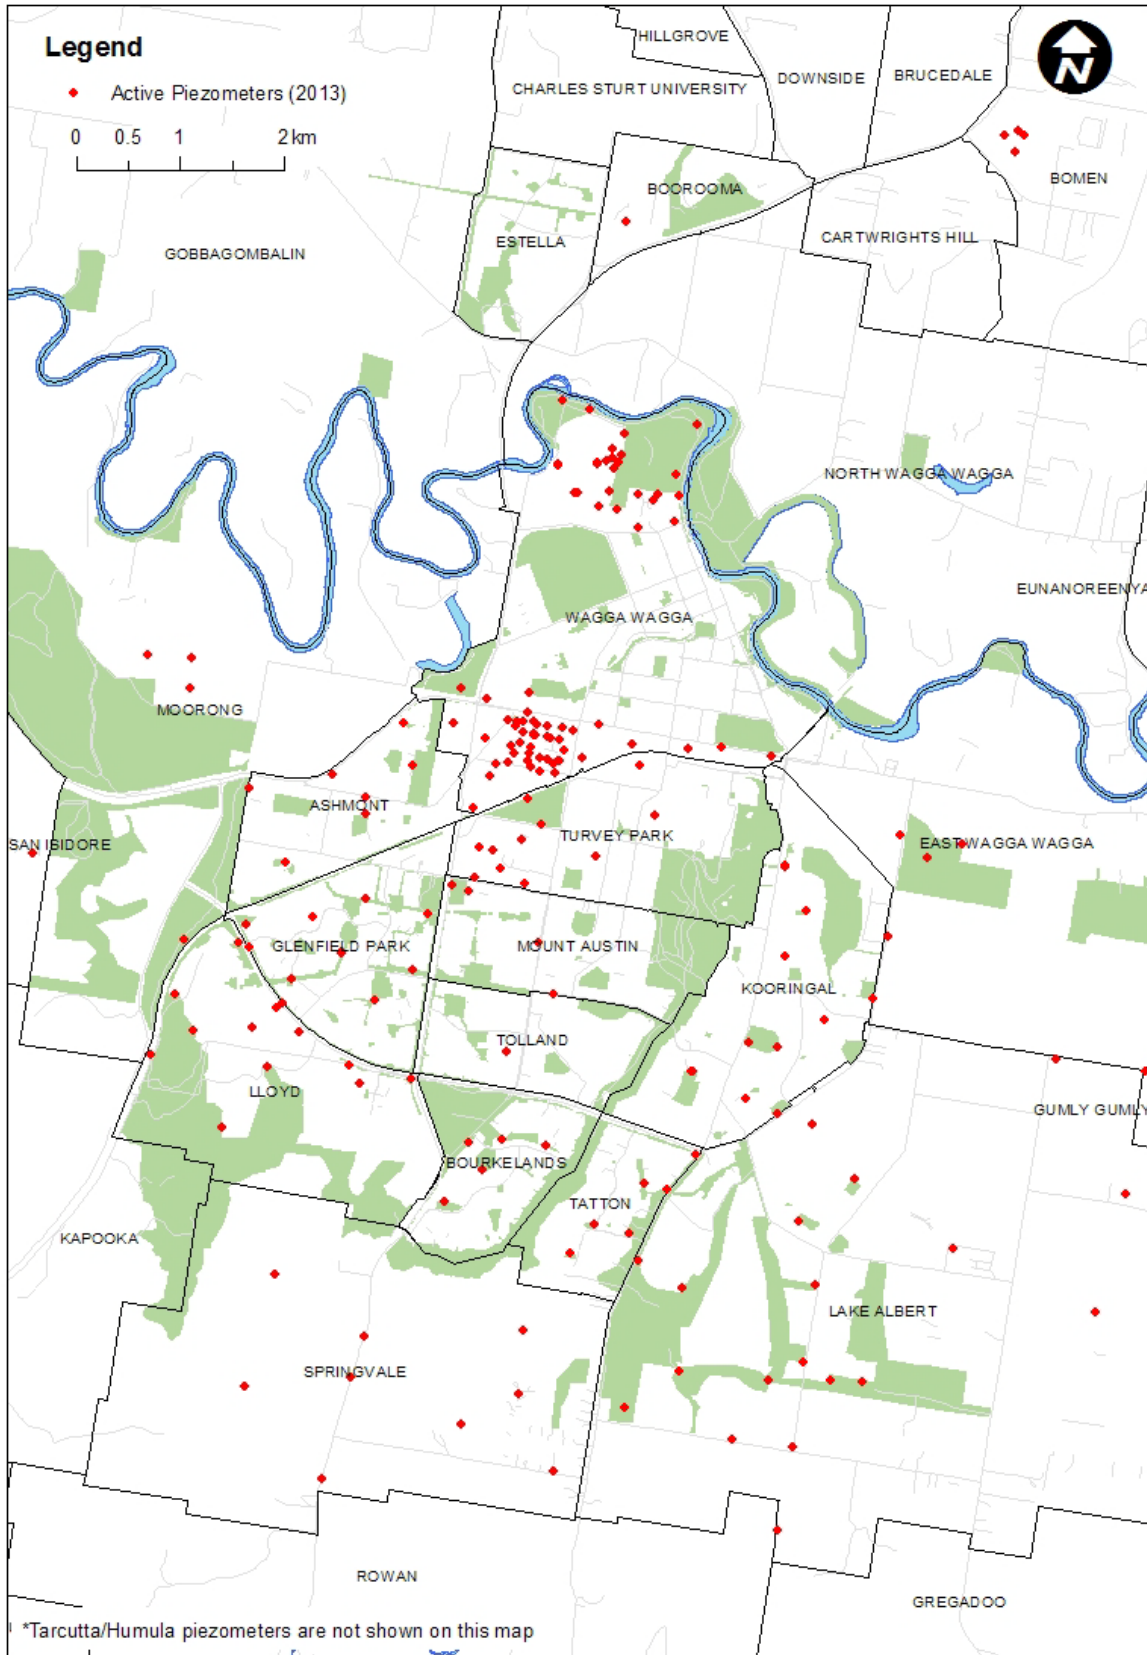 Legend
Active Piezometers (2013)
0 0.5 1 2 km
N
HILLGROVE
CHARLES STURT UNIVERSITY
DOWNSIDE
BRUCEDALE
BOMEN
BOOROOMA
ESTELLA
CARTWRIGHTS HILL
GOBBAGOMBALIN
NORTH WAGGA WAGGA
EUNANOREENYA
WAGGA WAGGA
MOORONG
ASHMONT
TURVEY PARK
SAN ISIDORE
EAST WAGGA WAGGA
GLENFIELD PARK
MOUNT AUSTIN
KOORINGAL
TOLLAND
LLOYD
GUMLY GUMLY
BOURKELANDS
TATTON
KAPOOKA
LAKE ALBERT
SPRINGVALE
ROWAN
GREGADOO
*Tarcutta/Humula piezometers are not shown on this map